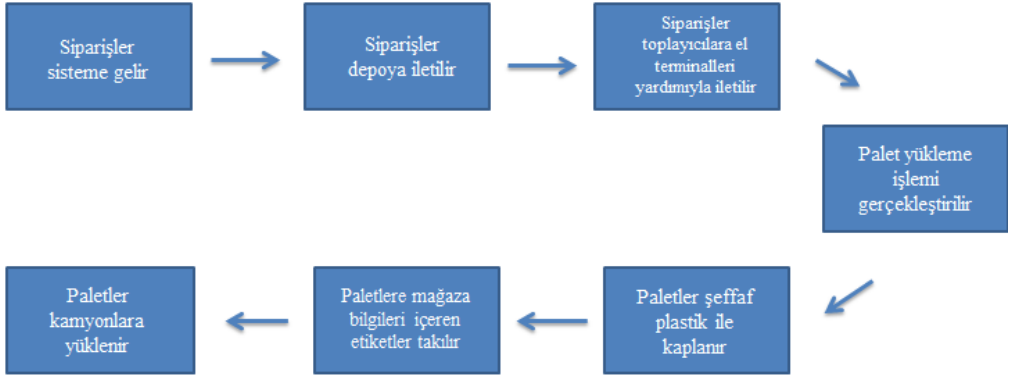 Siparişler
sisteme gelir
Siparişler
depoya iletilir
Siparişler
toplayıcılara el
terminalleri
yardımıyla iletilir
Palet yükleme
işlemi
gerçekleştirilir
Paletler şeffaf
plastik ile
kaplanır
Paletlere mağaza
bilgileri içeren
etiketler takılır
Paletler
kamyonlara
yüklenir